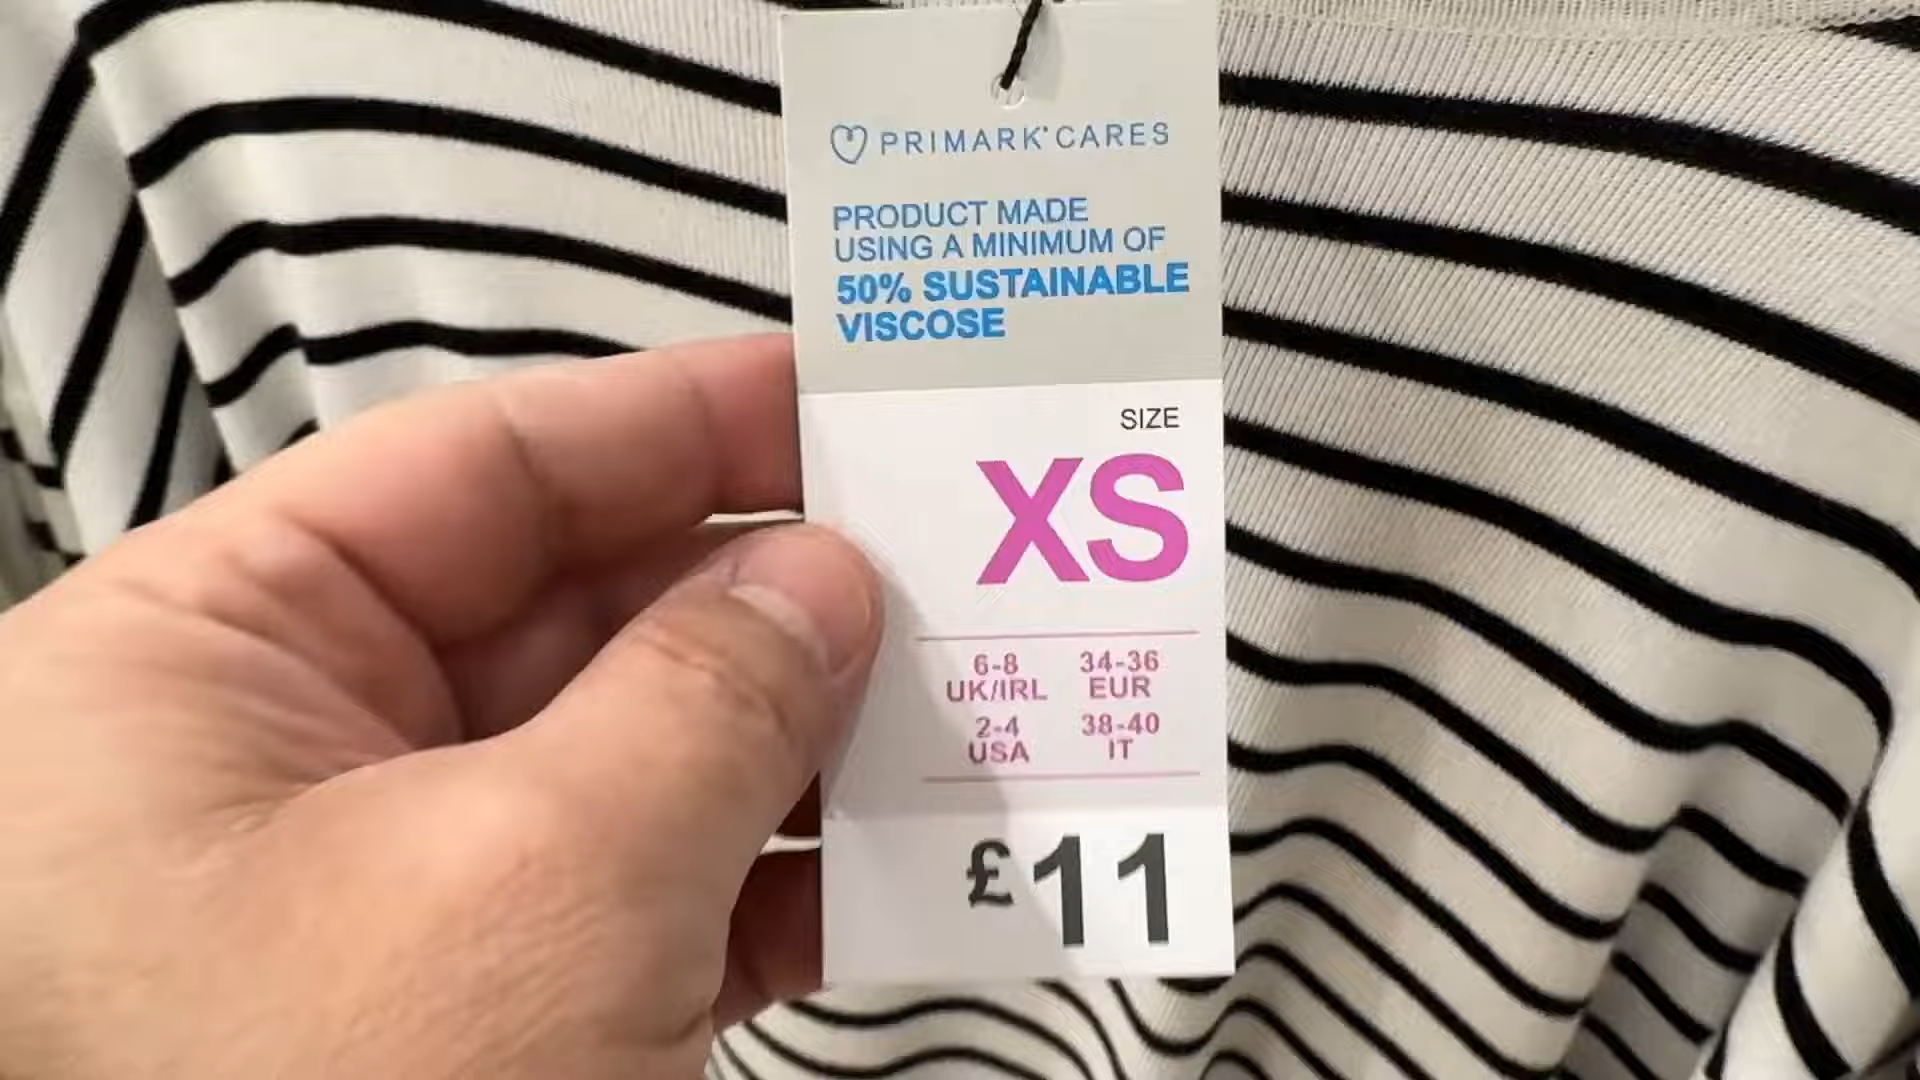 PRIMARK® CARES
PRODUCT MADE
USING A MINIMUM OF
50% SUSTAINABLE
VISCOSE
SIZE
XS
6-8 34-36
UK/IRL EUR
2-4 38-40
USA IT
£11